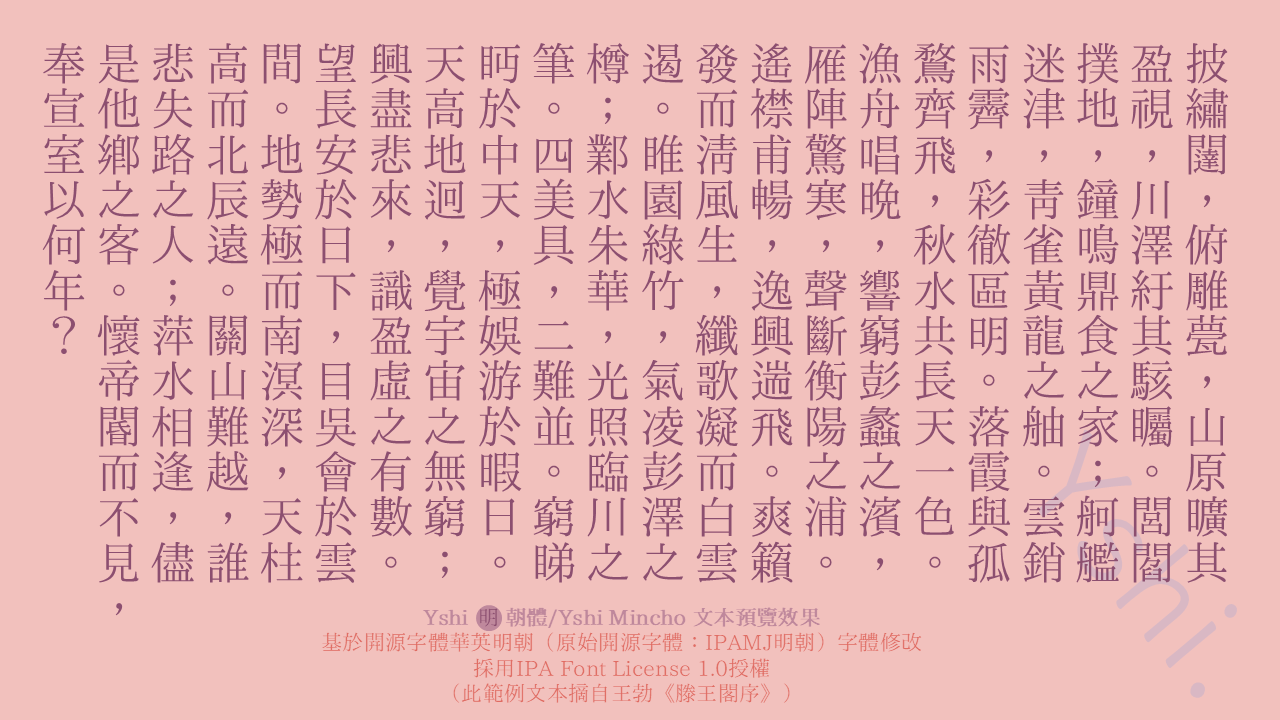 披繡闥，俯雕甍，山原曠其
盈視，川澤紆其駭矚。閭閻
撲地，鐘鳴鼎食之家；舸艦
迷津，靑雀黃龍之舳。雲銷
雨霽，彩徹區明。落霞與孤
鶩齊飛，秋水共長天一色。
漁舟唱晚，響窮彭蠡之濱，
雁陣驚寒，聲斷衡陽之浦。
遙襟甫暢，逸興遄飛。爽籟
發而淸風生，纖歌凝而白雲
遏。睢園綠竹，氣凌彭澤之
樽；鄴水朱華，光照臨川之
筆。四美具，二難並。窮睇
眄於中天，極娛游於暇日。
天高地迥，覺宇宙之無窮；
興盡悲來，識盈虛之有數。
望長安於日下，目吳會於雲
間。地勢極而南溟深，天柱
高而北辰遠。關山難越，誰
悲失路之人；萍水相逢，儘
是他鄉之客。懷帝閽而不見，
奉宣室以何年？
Yshi 明 朝體/Yshi Mincho 文本預覽效果
基於開源字體華英明朝（原始開源字體：IPAMJ明朝）字體修改
採用IPA Font License 1.0授權
（此範例文本摘自王勃《滕王閣序》）
Yshi.